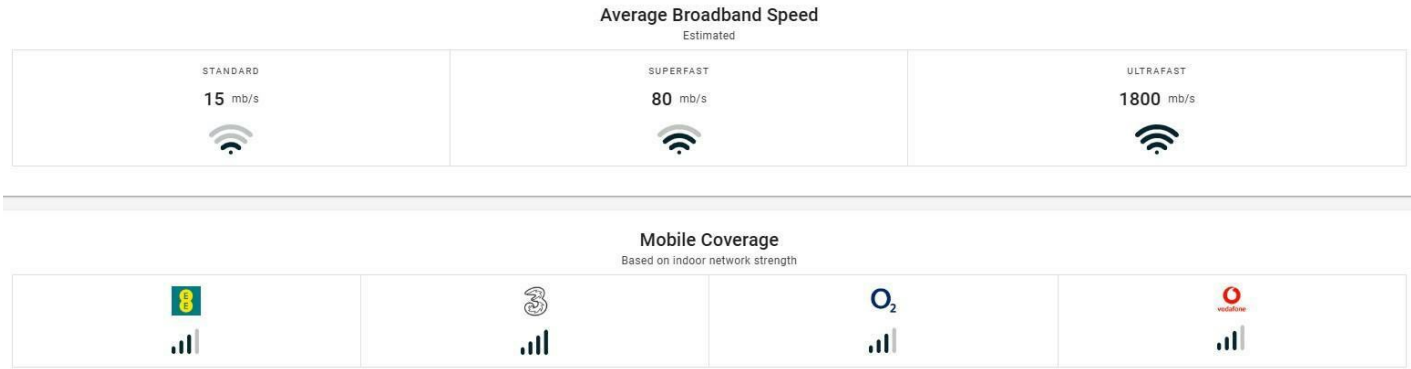 Average Broadband Speed
Estimated
STANDARD
15 mb/s
SUPERFAST
80 mb/s
ULTRAFAST
1800 mb/s
Mobile Coverage
Based on indoor network strength
E
E
3
O2
vodafone